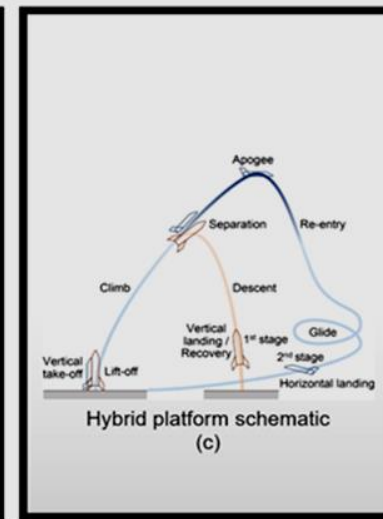 Apogee
Separation
Re-entry
Climb
Descent
Vertical
landing /
Recovery
1st stage
Glide
2nd stage
Vertical
take-off
Lift-off
Horizontal landing
Hybrid platform schematic
(c)